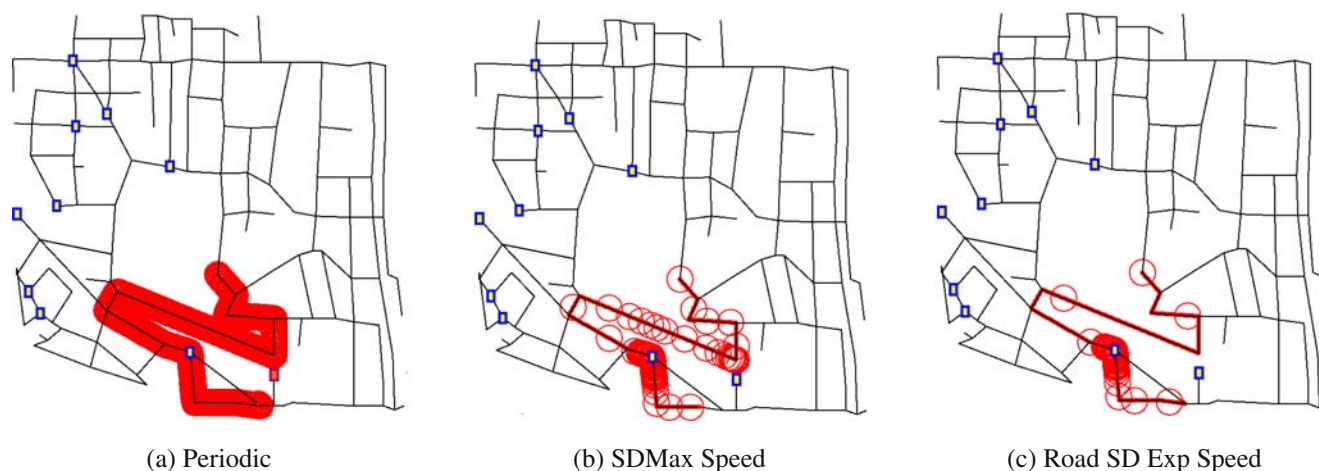 (a) Periodic
(b) SDMax Speed
(c) Road SD Exp Speed